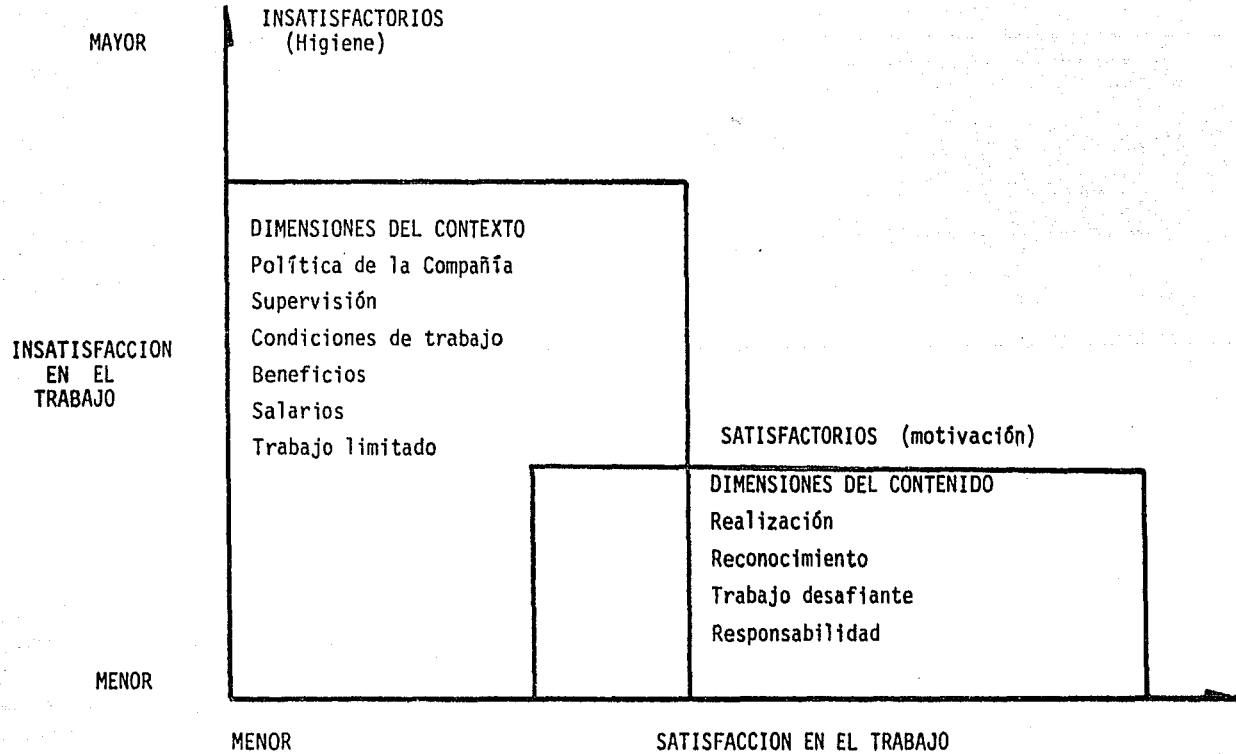 INSATISFACTORIOS
(Higiene)
MAYOR
DIMENSIONES DEL CONTEXTO
Política de la Compañía
Supervisión
Condiciones de trabajo
Beneficios
Salarios
Trabajo limitado
INSATISFACCION
EN EL
TRABAJO
SATISFACTORIOS (motivación)
DIMENSIONES DEL CONTENIDO
Realización
Reconocimiento
Trabajo desafiante
Responsabilidad
MENOR
MENOR
SATISFACCION EN EL TRABAJO